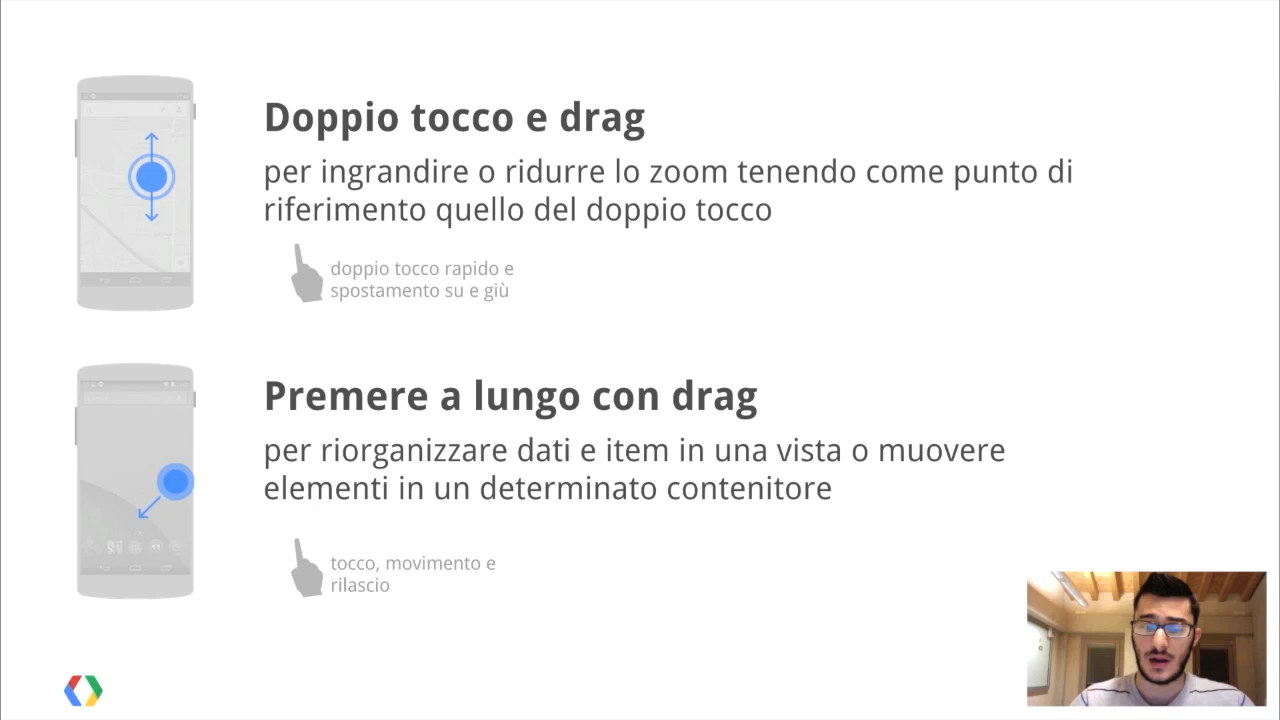 Doppio tocco e drag
per ingrandire o ridurre lo zoom tenendo come punto di
riferimento quello del doppio tocco
doppio tocco rapido e
spostamento su e giù
Premere a lungo con drag
per riorganizzare dati e item in una vista o muovere
elementi in un determinato contenitore
tocco, movimento e
rilascio